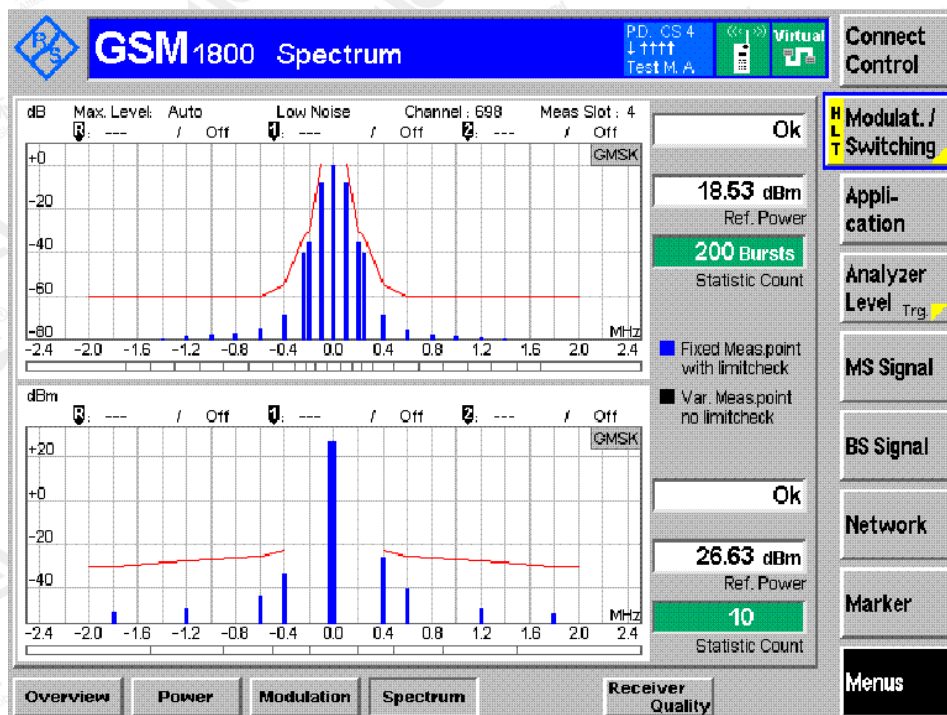 R S
GSM 1800 Spectrum
P.D. CS 4
↓↑↑↑↑
Test M. A
Virtual
Connect
Control
dB Max. Level: Auto Low Noise Channel : 698 Meas Slot : 4
R: --- / Off 1: --- / Off 2: --- / Off
GMSK
+0
-20
-40
-60
-80
MHz
-2.4 -2.0 -1.6 -1.2 -0.8 -0.4 0.0 0.4 0.8 1.2 1.6 2.0 2.4
Ok
18.53 dBm
Ref. Power
200 Bursts
Statistic Count
Fixed Meas.point
with limitcheck
Var. Meas.point
no limitcheck
dBm
R: --- / Off 1: --- / Off 2: --- / Off
GMSK
+20
+0
-20
-40
MHz
-2.4 -2.0 -1.6 -1.2 -0.8 -0.4 0.0 0.4 0.8 1.2 1.6 2.0 2.4
Ok
26.63 dBm
Ref. Power
10
Statistic Count
HLT
Modulat. /
Switching
Appli-
cation
Analyzer
Level Trg.
MS Signal
BS Signal
Network
Marker
Menus
Overview Power Modulation Spectrum Receiver
Quality